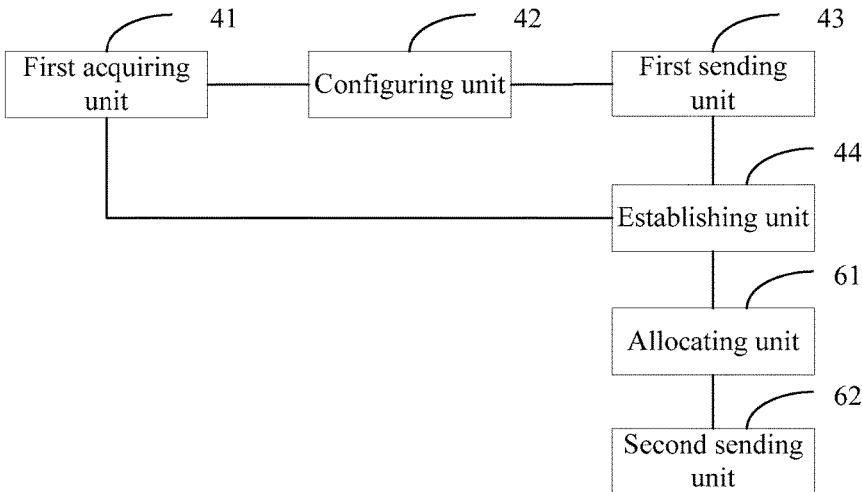 41
42
43
First acquiring
unit
Configuring unit
First sending
unit
44
Establishing unit
61
Allocating unit
62
Second sending
unit